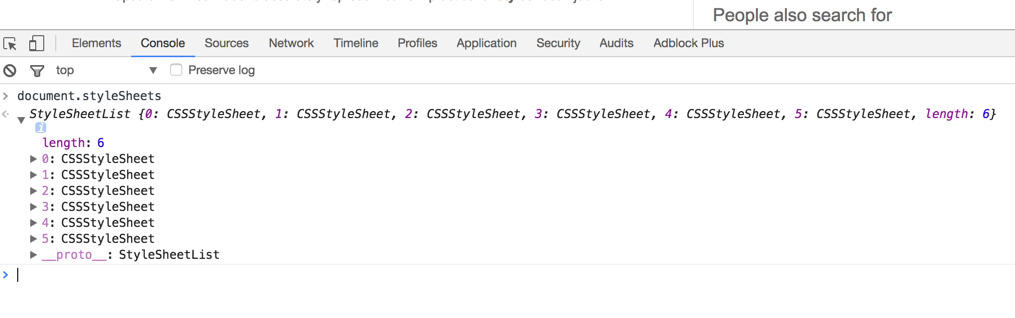 People also search for
Elements Console Sources Network Timeline Profiles Application Security Audits Adblock Plus
top ▼ Preserve log
> document.styleSheets
StyleSheetList {0: CSSStyleSheet, 1: CSSStyleSheet, 2: CSSStyleSheet, 3: CSSStyleSheet, 4: CSSStyleSheet, 5: CSSStyleSheet, length: 6}
i
length: 6
▶ 0: CSSStyleSheet
▶ 1: CSSStyleSheet
▶ 2: CSSStyleSheet
▶ 3: CSSStyleSheet
▶ 4: CSSStyleSheet
▶ 5: CSSStyleSheet
▶ __proto__: StyleSheetList
>